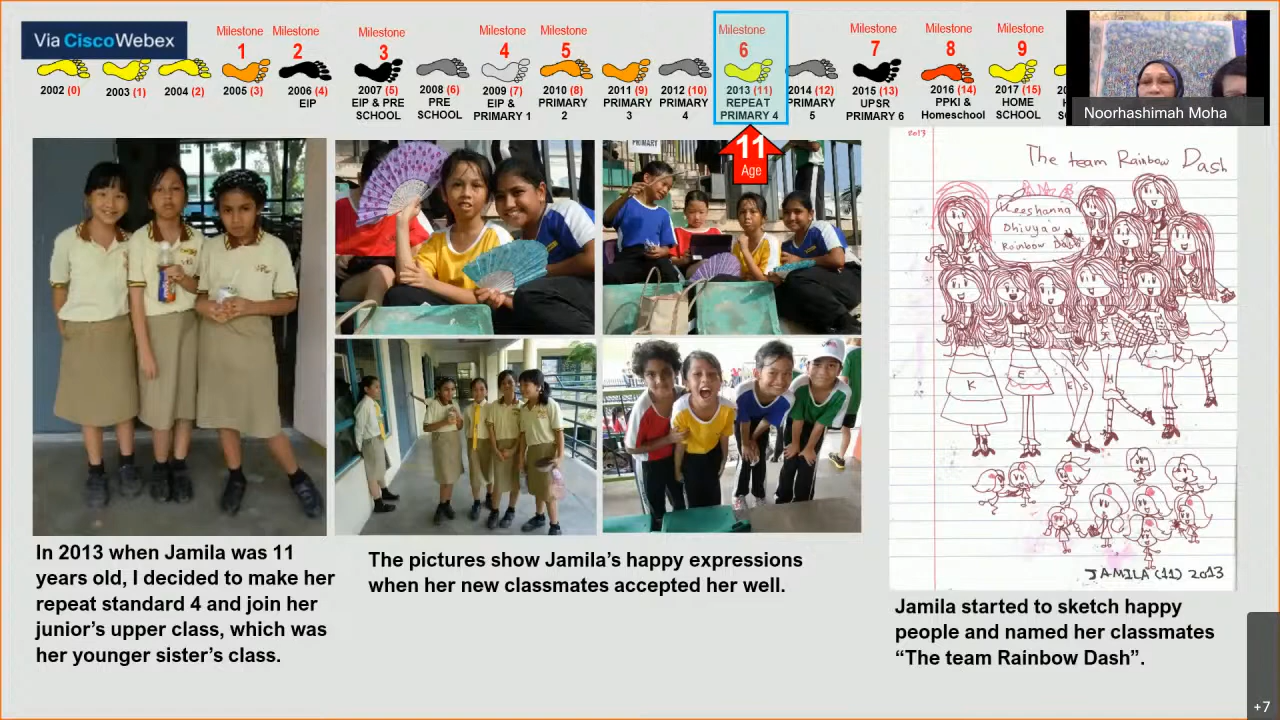 Via Cisco Webex
Milestone
1
Milestone
2
Milestone
3
Milestone
4
Milestone
5
Milestone
6
Milestone
7
Milestone
8
Milestone
9
2002 (0)
2003 (1)
2004 (2)
2005 (3)
2006 (4)
EIP
2007 (5)
EIP & PRE
SCHOOL
2008 (6)
PRE
SCHOOL
2009 (7)
EIP &
PRIMARY 1
2010 (8)
PRIMARY
2
2011 (9)
PRIMARY
3
2012 (10)
PRIMARY
4
2013 (11)
REPEAT
PRIMARY 4
2014 (12)
PRIMARY
5
2015 (13)
UPSR
PRIMARY 6
2016 (14)
PPKI &
Homeschool
2017 (15)
HOME
SCHOOL
Noorhashimah Moha
11
Age
PRIMARY
2013
The team Rainbow Dash
Keeshanna
Dhivyaa
Rainbow Dash
K E E S H
JAMILA (11) 2013
In 2013 when Jamila was 11
years old, I decided to make her
repeat standard 4 and join her
junior's upper class, which was
her younger sister's class.
The pictures show Jamila's happy expressions
when her new classmates accepted her well.
Jamila started to sketch happy
people and named her classmates
“The team Rainbow Dash”.
+7